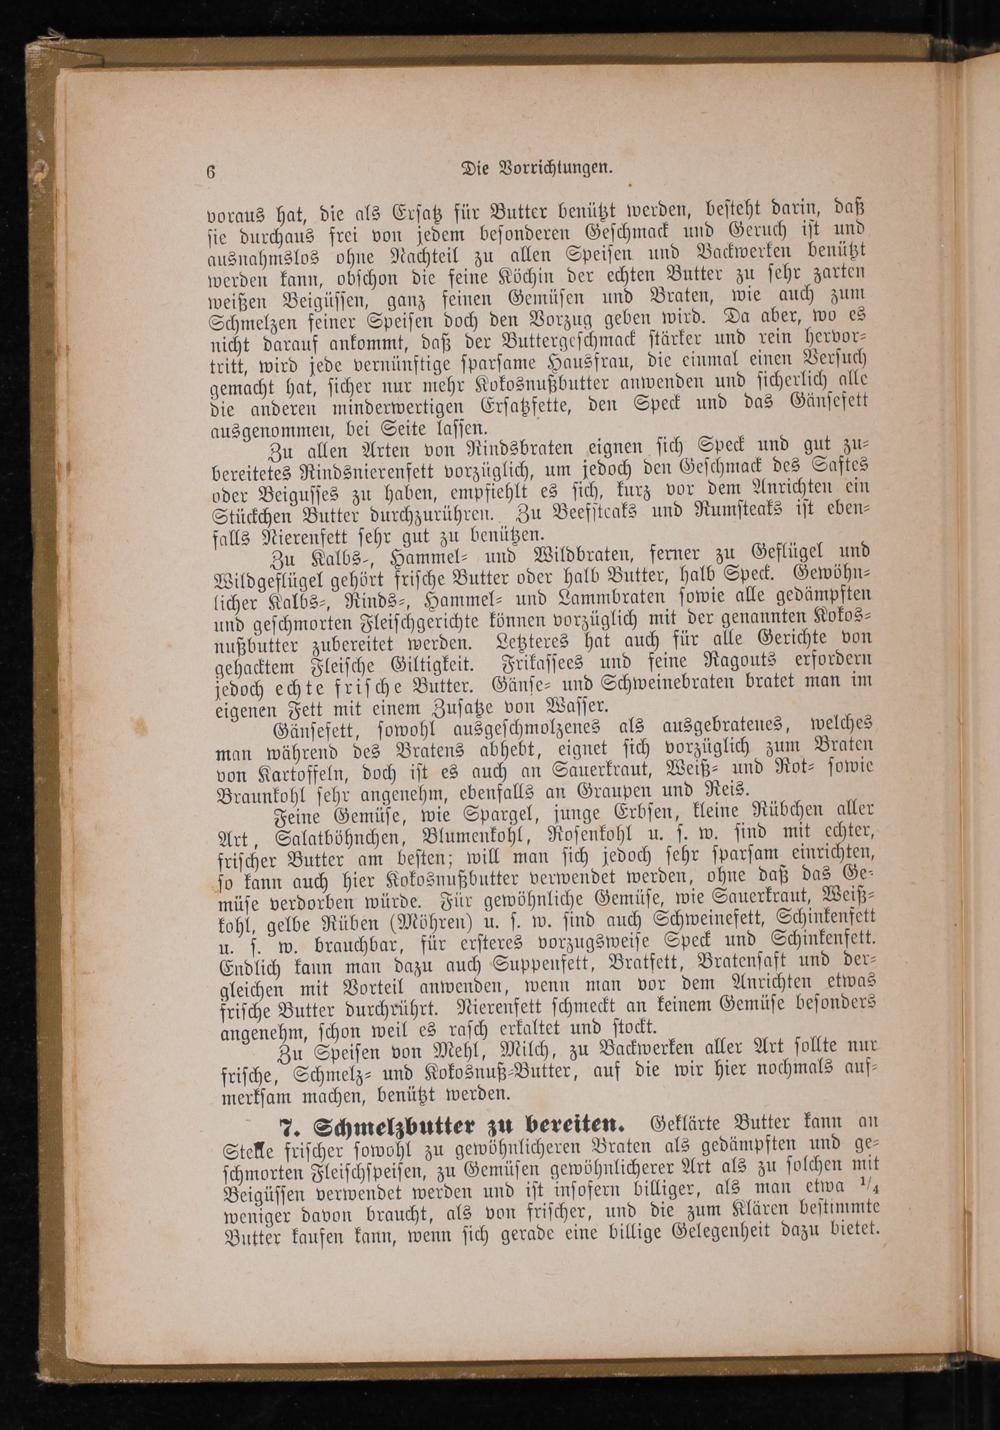 6
Die Vorrichtungen.
voraus hat, die als Ersatz für Butter benützt werden, besteht darin, daß
sie durchaus frei von jedem besonderen Geschmack und Geruch ist und
ausnahmslos ohne Nachteil zu allen Speisen und Backwerken benützt
werden kann, obschon die feine Köchin der echten Butter zu sehr zarten
weißen Beigüssen, ganz feinen Gemüsen und Braten, wie auch zum
Schmelzen feiner Speisen doch den Vorzug geben wird. Da aber, wo es
nicht darauf ankommt, daß der Buttergeschmack stärker und rein hervor-
tritt, wird jede vernünftige sparsame Hausfrau, die einmal einen Versuch
gemacht hat, sicher nur mehr Kokosnußbutter anwenden und sicherlich alle
die anderen minderwertigen Ersatzfette, den Speck und das Gänsefett
ausgenommen, bei Seite lassen.
Zu allen Arten von Rindsbraten eignen sich Speck und gut zu-
bereitetes Rindsnierenfett vorzüglich, um jedoch den Geschmack des Saftes
oder Beigusses zu haben, empfiehlt es sich, kurz vor dem Anrichten ein
Stückchen Butter durchzurühren. Zu Beefsteaks und Rumsteaks ist eben-
falls Nierenfett sehr gut zu benützen.
Zu Kalbs-, Hammel- und Wildbraten, ferner zu Geflügel und
Wildgeflügel gehört frische Butter oder halb Butter, halb Speck. Gewöhn-
licher Kalbs-, Rinds-, Hammel- und Lammbraten sowie alle gedämpften
und geschmorten Fleischgerichte können vorzüglich mit der genannten Kokos-
nußbutter zubereitet werden. Letzteres hat auch für alle Gerichte von
gehacktem Fleische Giltigkeit. Frikassees und feine Ragouts erfordern
jedoch echte frische Butter. Gänse- und Schweinebraten bratet man im
eigenen Fett mit einem Zusatze von Wasser.
Gänsefett, sowohl ausgeschmolzenes als ausgebratenes, welches
man während des Bratens abhebt, eignet sich vorzüglich zum Braten
von Kartoffeln, doch ist es auch an Sauerkraut, Weiß- und Rot- sowie
Braunkohl sehr angenehm, ebenfalls an Graupen und Reis.
Feine Gemüse, wie Spargel, junge Erbsen, kleine Rübchen aller
Art, Salatböhnchen, Blumenkohl, Rosenkohl u. s. w. sind mit echter,
frischer Butter am besten; will man sich jedoch sehr sparsam einrichten,
so kann auch hier Kokosnußbutter verwendet werden, ohne daß das Ge-
müse verdorben würde. Für gewöhnliche Gemüse, wie Sauerkraut, Weiß-
kohl, gelbe Rüben (Möhren) u. s. w. sind auch Schweinefett, Schinkenfett
u. s. w. brauchbar, für ersteres vorzugsweise Speck und Schinkenfett.
Endlich kann man dazu auch Suppenfett, Bratfett, Bratensaft und der-
gleichen mit Vorteil anwenden, wenn man vor dem Anrichten etwas
frische Butter durchrührt. Nierenfett schmeckt an keinem Gemüse besonders
angenehm, schon weil es rasch erkaltet und stockt.
Zu Speisen von Mehl, Milch, zu Backwerken aller Art sollte nur
frische, Schmelz- und Kokosnuß-Butter, auf die wir hier nochmals auf-
merksam machen, benützt werden.
7. Schmelzbutter zu bereiten. Geklärte Butter kann an
Stelle frischer sowohl zu gewöhnlicheren Braten als gedämpften und ge-
schmorten Fleischspeisen, zu Gemüsen gewöhnlicherer Art als zu solchen mit
Beigüssen verwendet werden und ist insofern billiger, als man etwa 1/4
weniger davon braucht, als von frischer, und die zum Klären bestimmte
Butter kaufen kann, wenn sich gerade eine billige Gelegenheit dazu bietet.